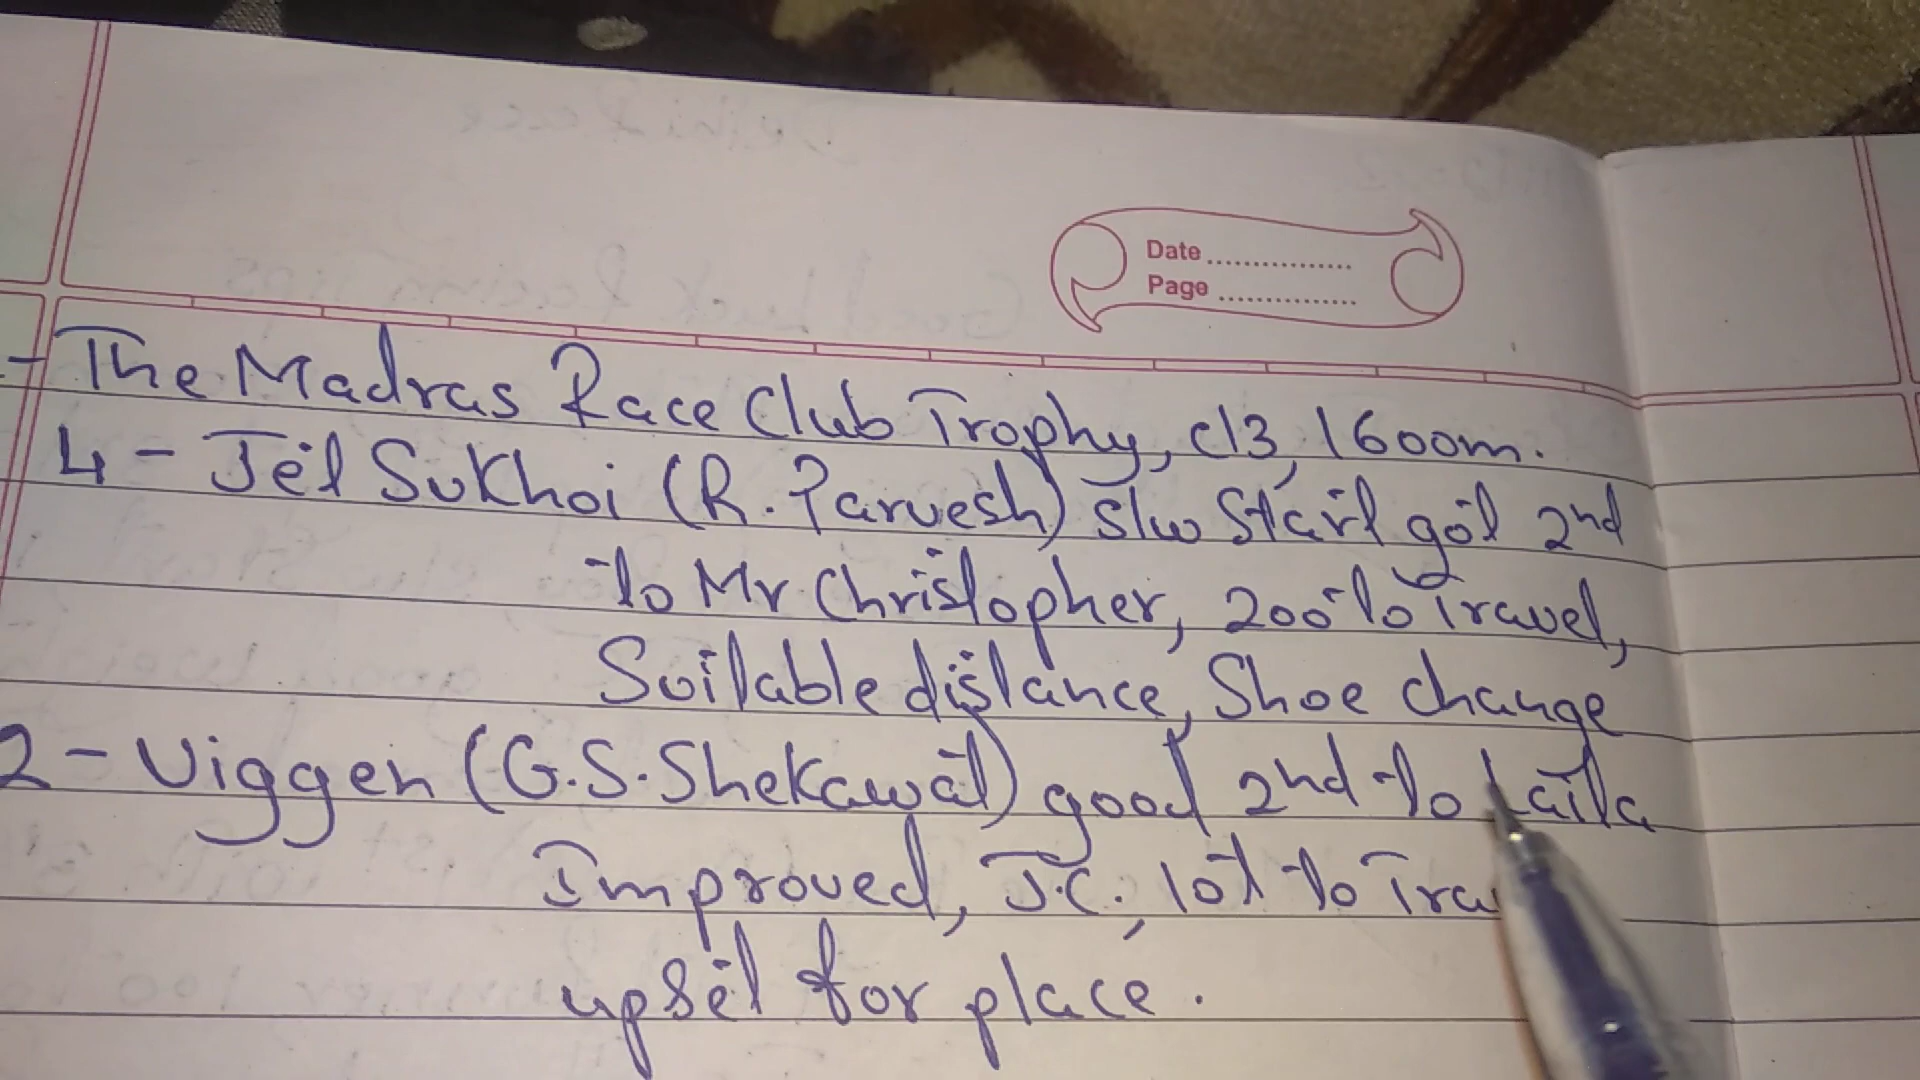 Date ...............
Page ...............
- The Madras Race Club Trophy, cl3, 1600m.
4 - Jet Sukhoi (R. Parvesh) slw start got 2nd
to Mr Christopher, 200 to Travel,
Suitable distance, Shoe change
2 - Viggen (G.S. Shekawat) good 2nd to Laila
Improved, J.C., lot to Tra
upset for place.